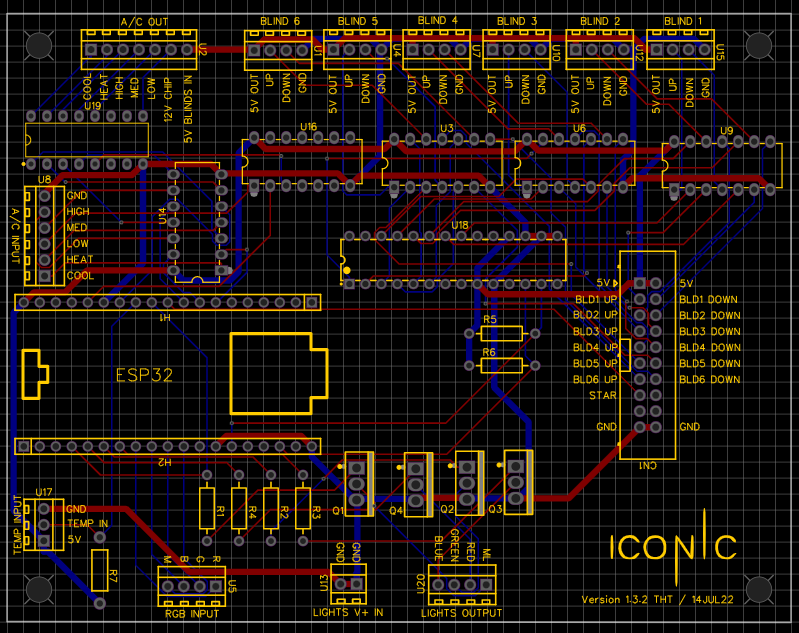 A/C OUT
BLIND 6
BLIND 5
BLIND 4
BLIND 3
BLIND 2
BLIND 1
U2
U1
U4
U7
U10
U12
U15
COOL
HEAT
HIGH
MED
LOW
12V CHIP
5V BLINDS IN
5V OUT
UP
DOWN
GND
5V OUT
UP
DOWN
GND
5V OUT
UP
DOWN
GND
5V OUT
UP
DOWN
GND
5V OUT
UP
DOWN
GND
5V OUT
UP
DOWN
GND
U19
U16
U3
U6
U9
U8
A/C INPUT
GND
HIGH
MED
LOW
HEAT
COOL
U14
U18
5V
5V
BLD1 UP
BLD1 DOWN
BLD2 UP
BLD2 DOWN
BLD3 UP
BLD3 DOWN
BLD4 UP
BLD4 DOWN
BLD5 UP
BLD5 DOWN
BLD6 UP
BLD6 DOWN
STAR
GND
GND
CN1
H1
R5
R6
ESP32
H2
U17
TEMP INPUT
GND
TEMP IN
5V
R1
R4
R2
R3
Q1
Q4
Q2
Q3
R7
M
B
G
R
U5
RGB INPUT
GND
GND
U13
LIGHTS V+ IN
BLUE
GREEN
RED
ML
U20
LIGHTS OUTPUT
ICONIC
Version 1.3.2 THT / 14JUL22